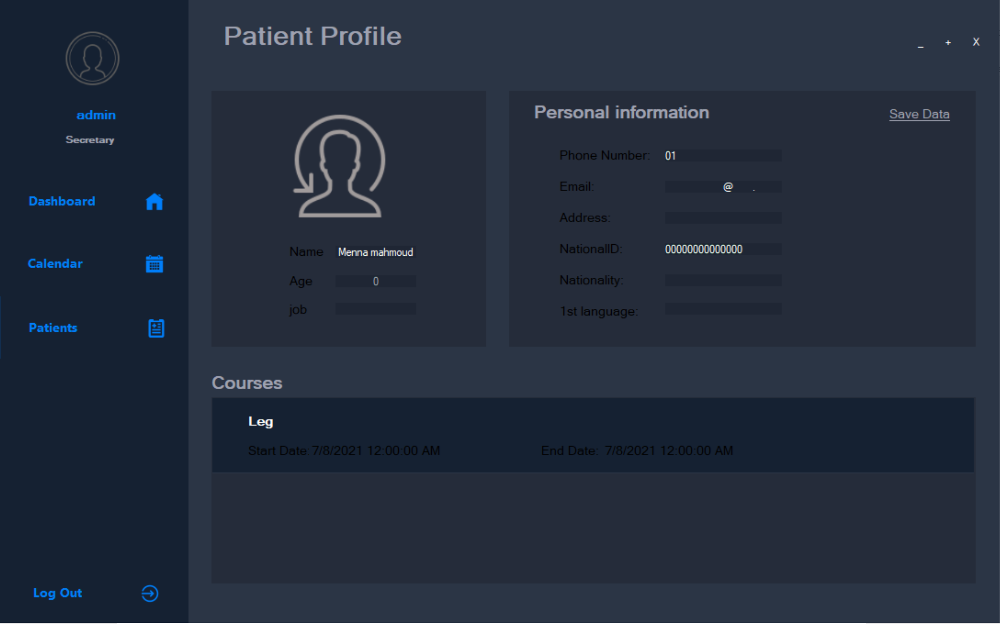 admin
Secretary
Dashboard
Calendar
Patients
Log Out
Patient Profile
_ + X
Name Menna mahmoud
Age 0
job
Personal information
Save Data
Phone Number: 01
Email: @ .
Address:
NationalID: 00000000000000
Nationality:
1st language:
Courses
Leg
Start Date: 7/8/2021 12:00:00 AM
End Date: 7/8/2021 12:00:00 AM